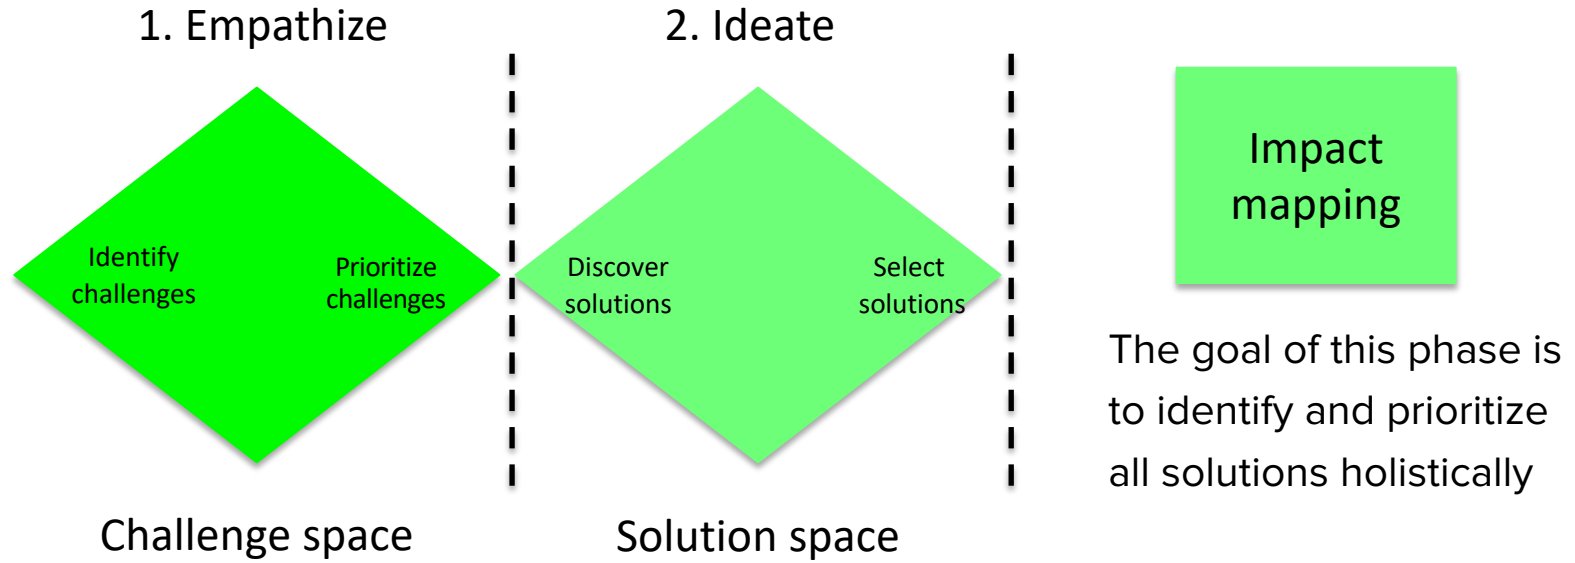 1. Empathize
2. Ideate
Identify
challenges
Prioritize
challenges
Discover
solutions
Select
solutions
Challenge space
Solution space
Impact
mapping
The goal of this phase is
to identify and prioritize
all solutions holistically